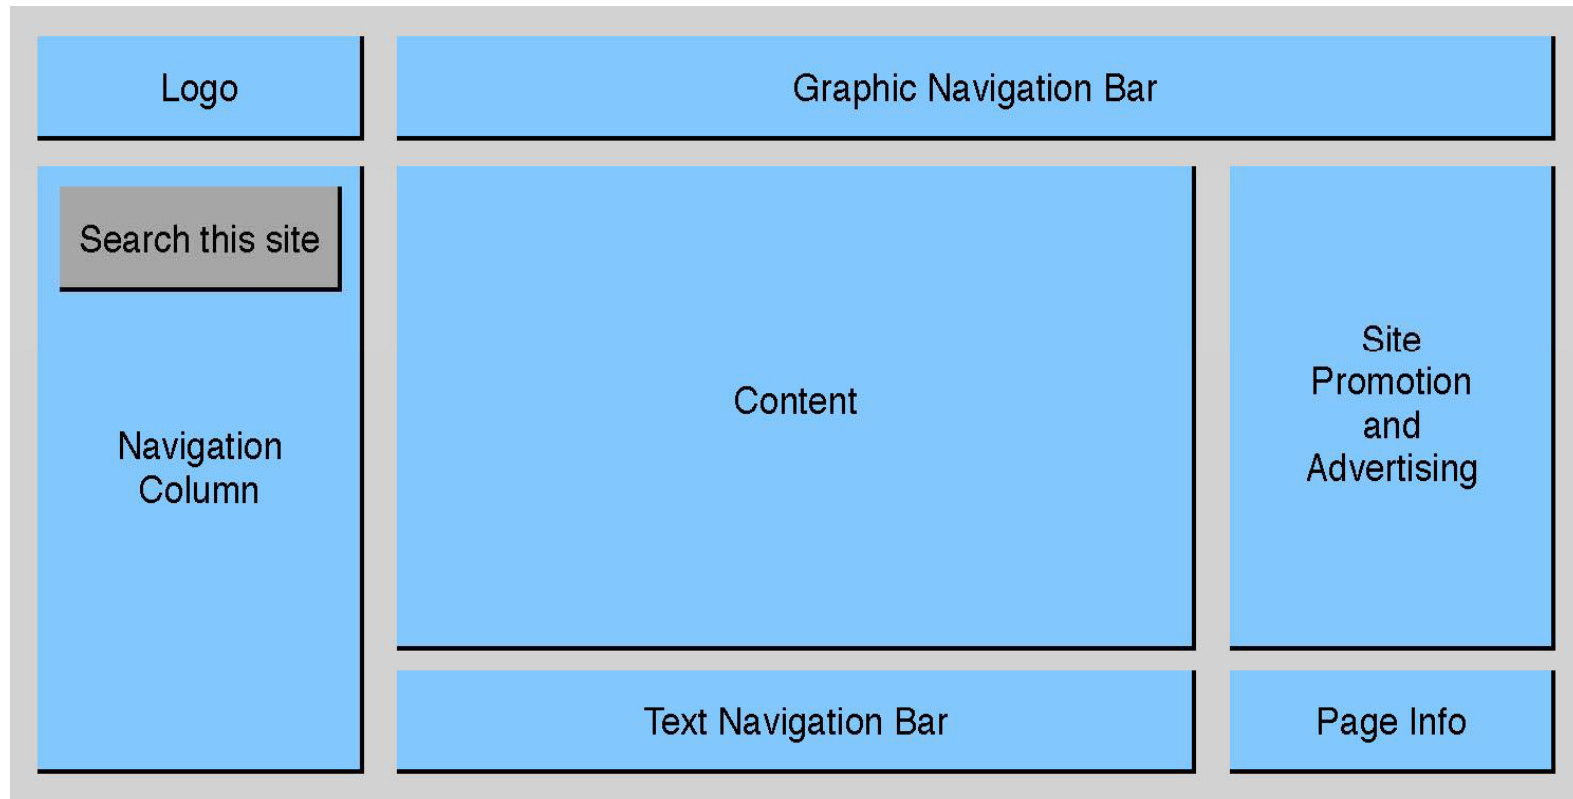 Logo
Graphic Navigation Bar
Search this site
Navigation
Column
Content
Site
Promotion
and
Advertising
Text Navigation Bar
Page Info